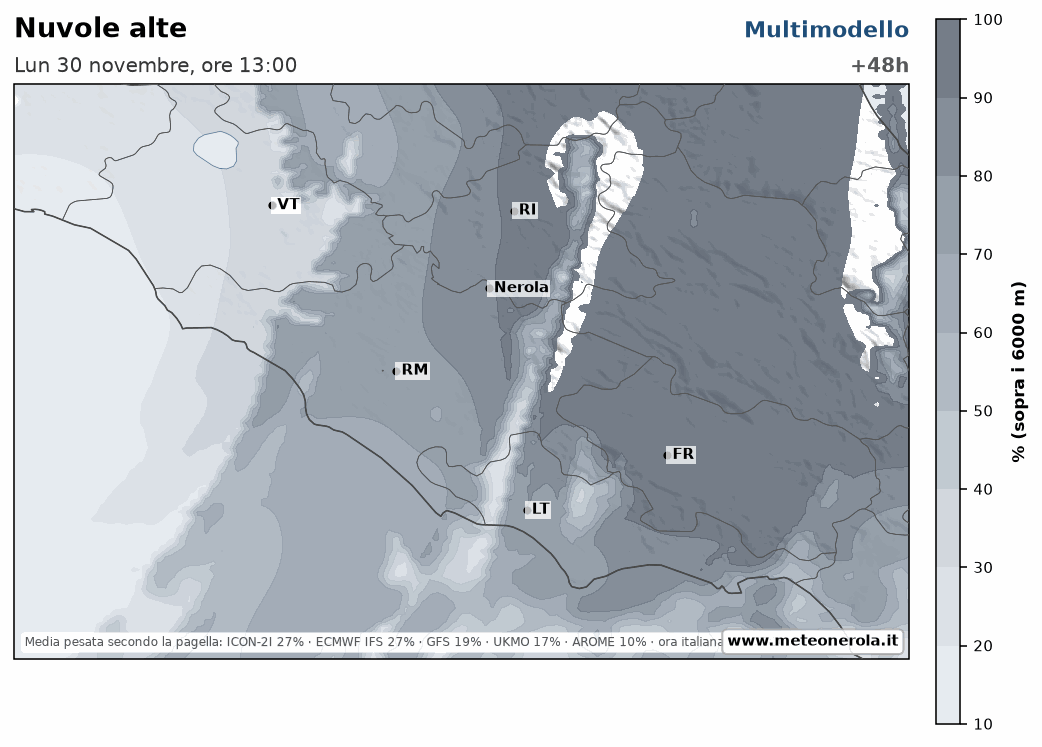 Nuvole alte
Multimodello
Lun 30 novembre, ore 13:00
+48h
100
90
80
70
60
50
40
30
20
10
% (sopra i 6000 m)
VT
RI
Nerola
RM
FR
LT
Media pesata secondo la pagella: ICON-2I 27% · ECMWF IFS 27% · GFS 19% · UKMO 17% · AROME 10% · ora italiana
www.meteonerola.it